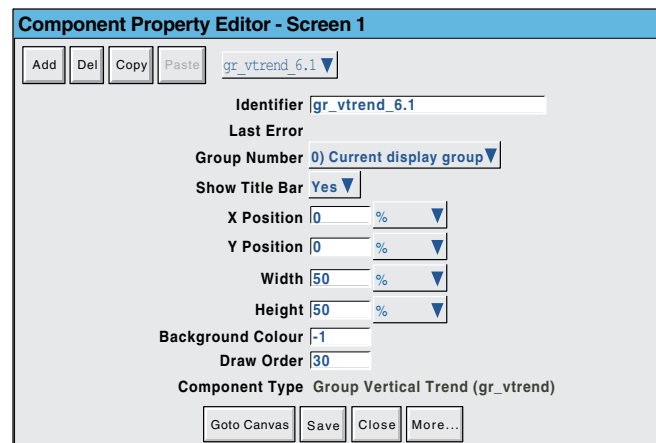 Component Property Editor - Screen 1
Add Del Copy Paste gr_vtrend_6.1
Identifier gr_vtrend_6.1
Last Error
Group Number 0) Current display group
Show Title Bar Yes
X Position 0 %
Y Position 0 %
Width 50 %
Height 50 %
Background Colour -1
Draw Order 30
Component Type Group Vertical Trend (gr_vtrend)
Goto Canvas Save Close More...